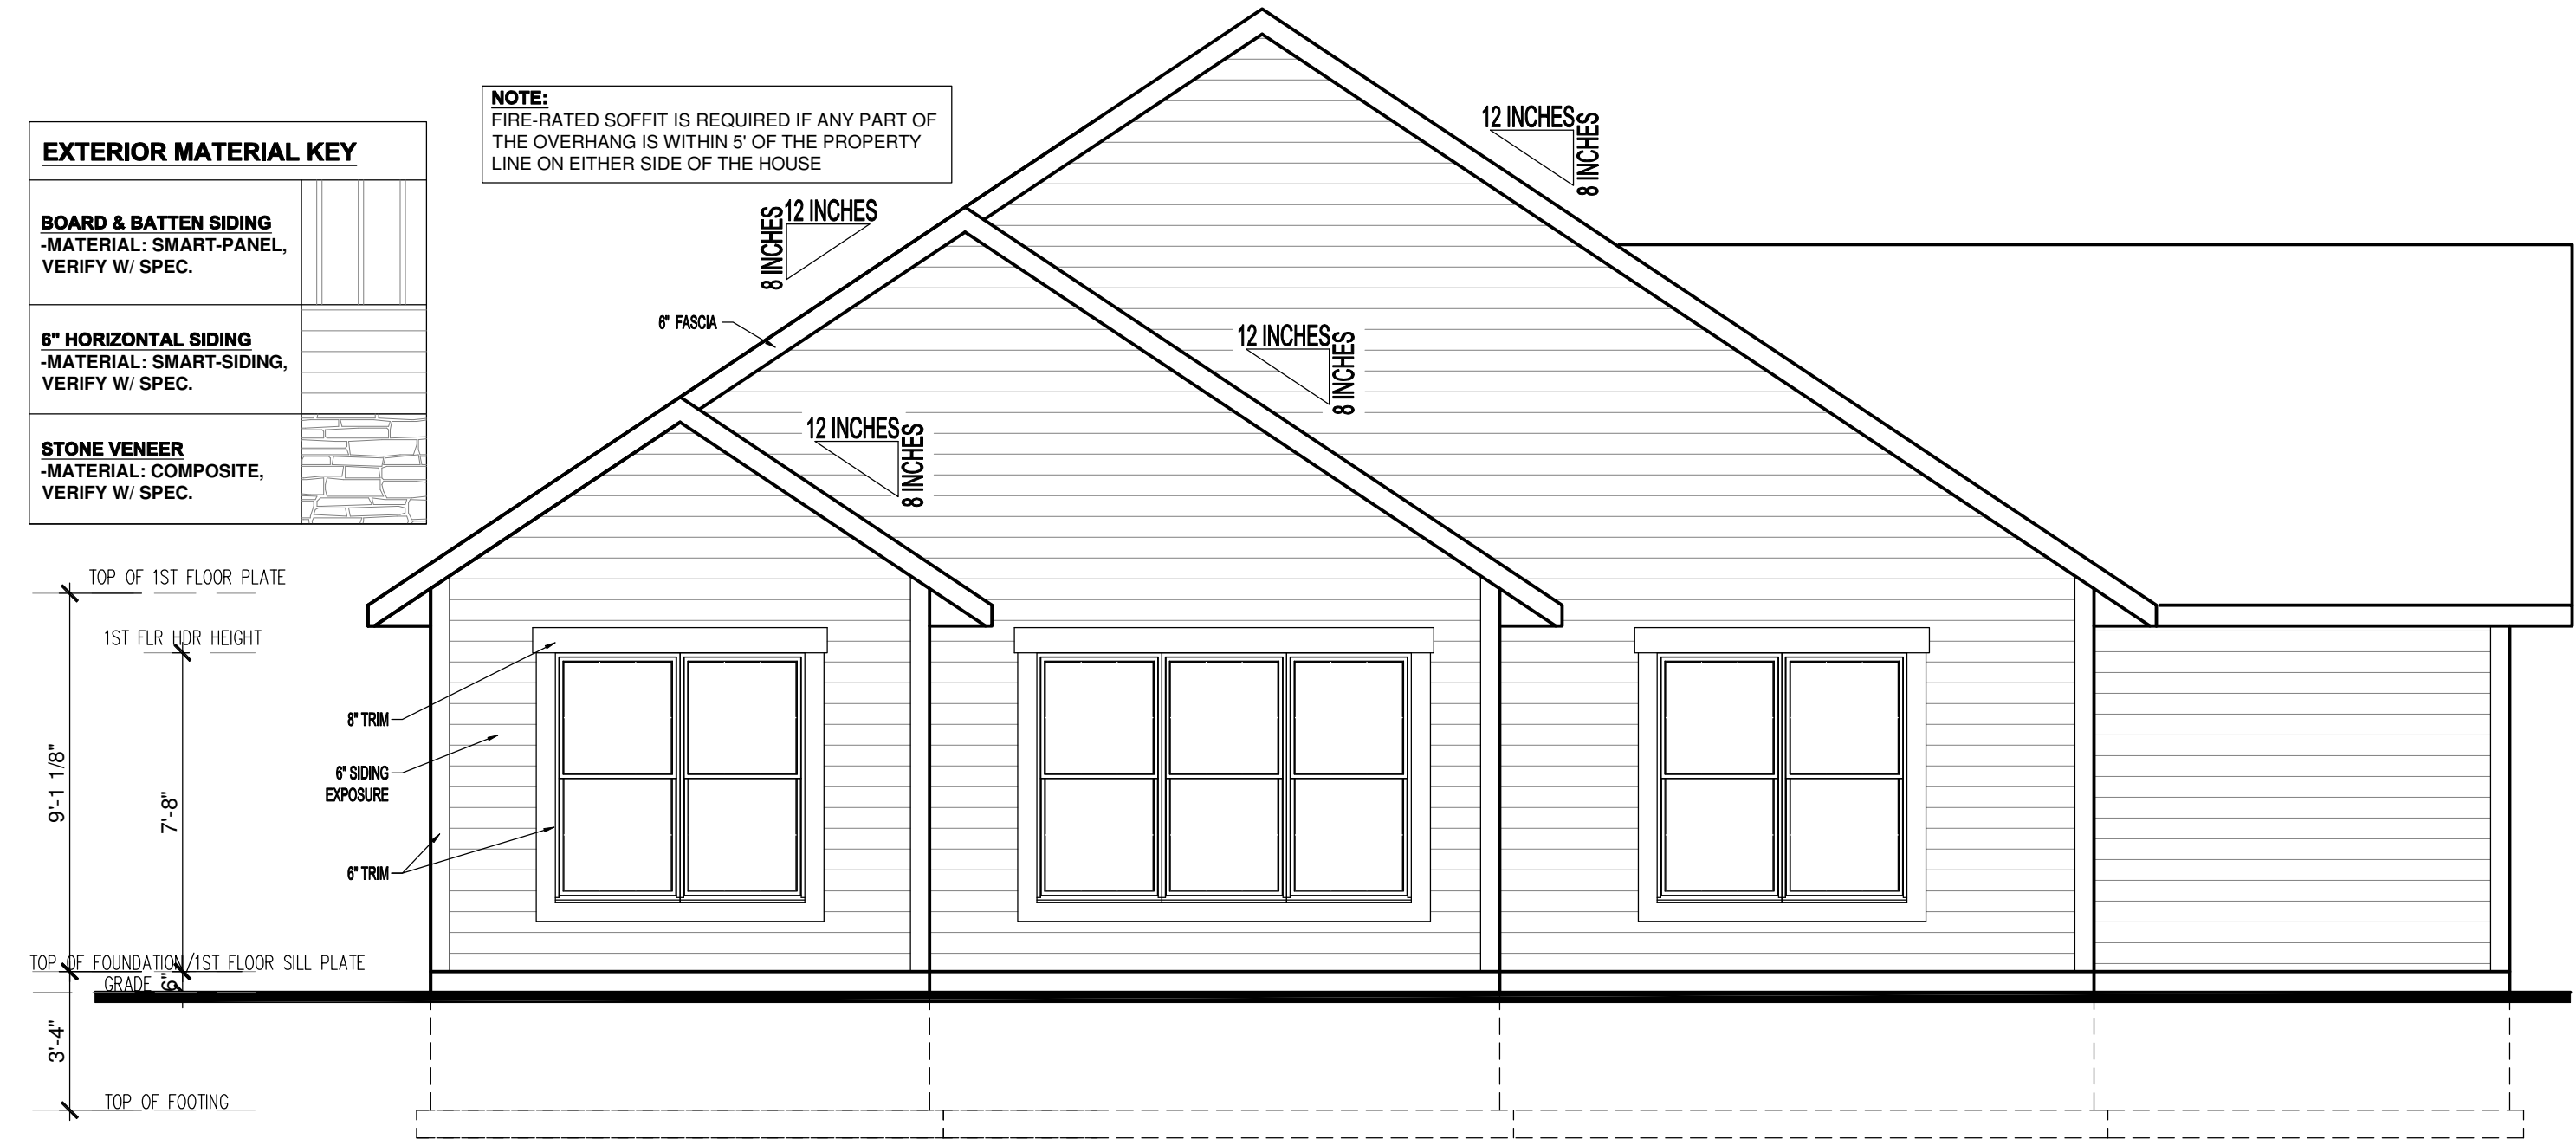 NOTE:
FIRE-RATED SOFFIT IS REQUIRED IF ANY PART OF
THE OVERHANG IS WITHIN 5' OF THE PROPERTY
LINE ON EITHER SIDE OF THE HOUSE
EXTERIOR MATERIAL KEY
BOARD & BATTEN SIDING
-MATERIAL: SMART-PANEL,
VERIFY W/ SPEC.
6" HORIZONTAL SIDING
-MATERIAL: SMART-SIDING,
VERIFY W/ SPEC.
STONE VENEER
-MATERIAL: COMPOSITE,
VERIFY W/ SPEC.
12 INCHES
8 INCHES
12 INCHES
8 INCHES
6" FASCIA
12 INCHES
8 INCHES
12 INCHES
8 INCHES
TOP OF 1ST FLOOR PLATE
1ST FLR HDR HEIGHT
8" TRIM
6" SIDING
EXPOSURE
9'-1 1/8"
7'-8"
6" TRIM
TOP OF FOUNDATION/1ST FLOOR SILL PLATE
GRADE
6"
3'-4"
TOP OF FOOTING